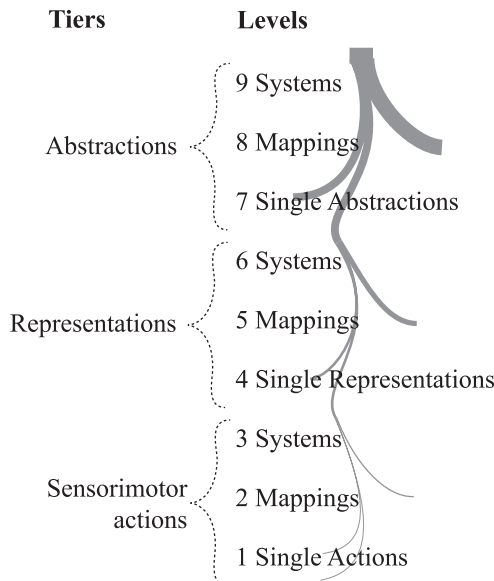 Tiers Levels
9 Systems
Abstractions
8 Mappings
7 Single Abstractions
6 Systems
Representations
5 Mappings
4 Single Representations
3 Systems
Sensorimotor
actions
2 Mappings
1 Single Actions